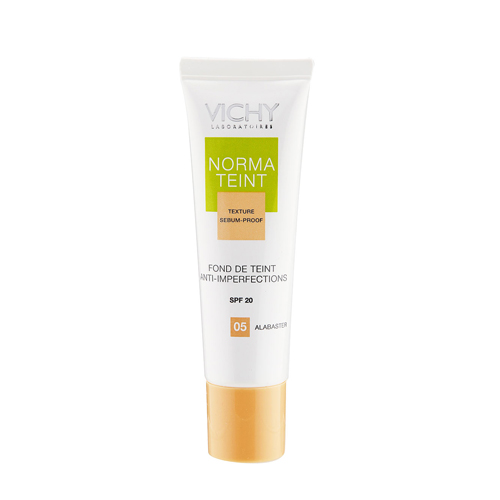 VICHY
LABORATOIRES
NORMA
TEINT
TEXTURE
SEBUM-PROOF
FOND DE TEINT
ANTI-IMPERFECTIONS
SPF 20
05 ALABASTER